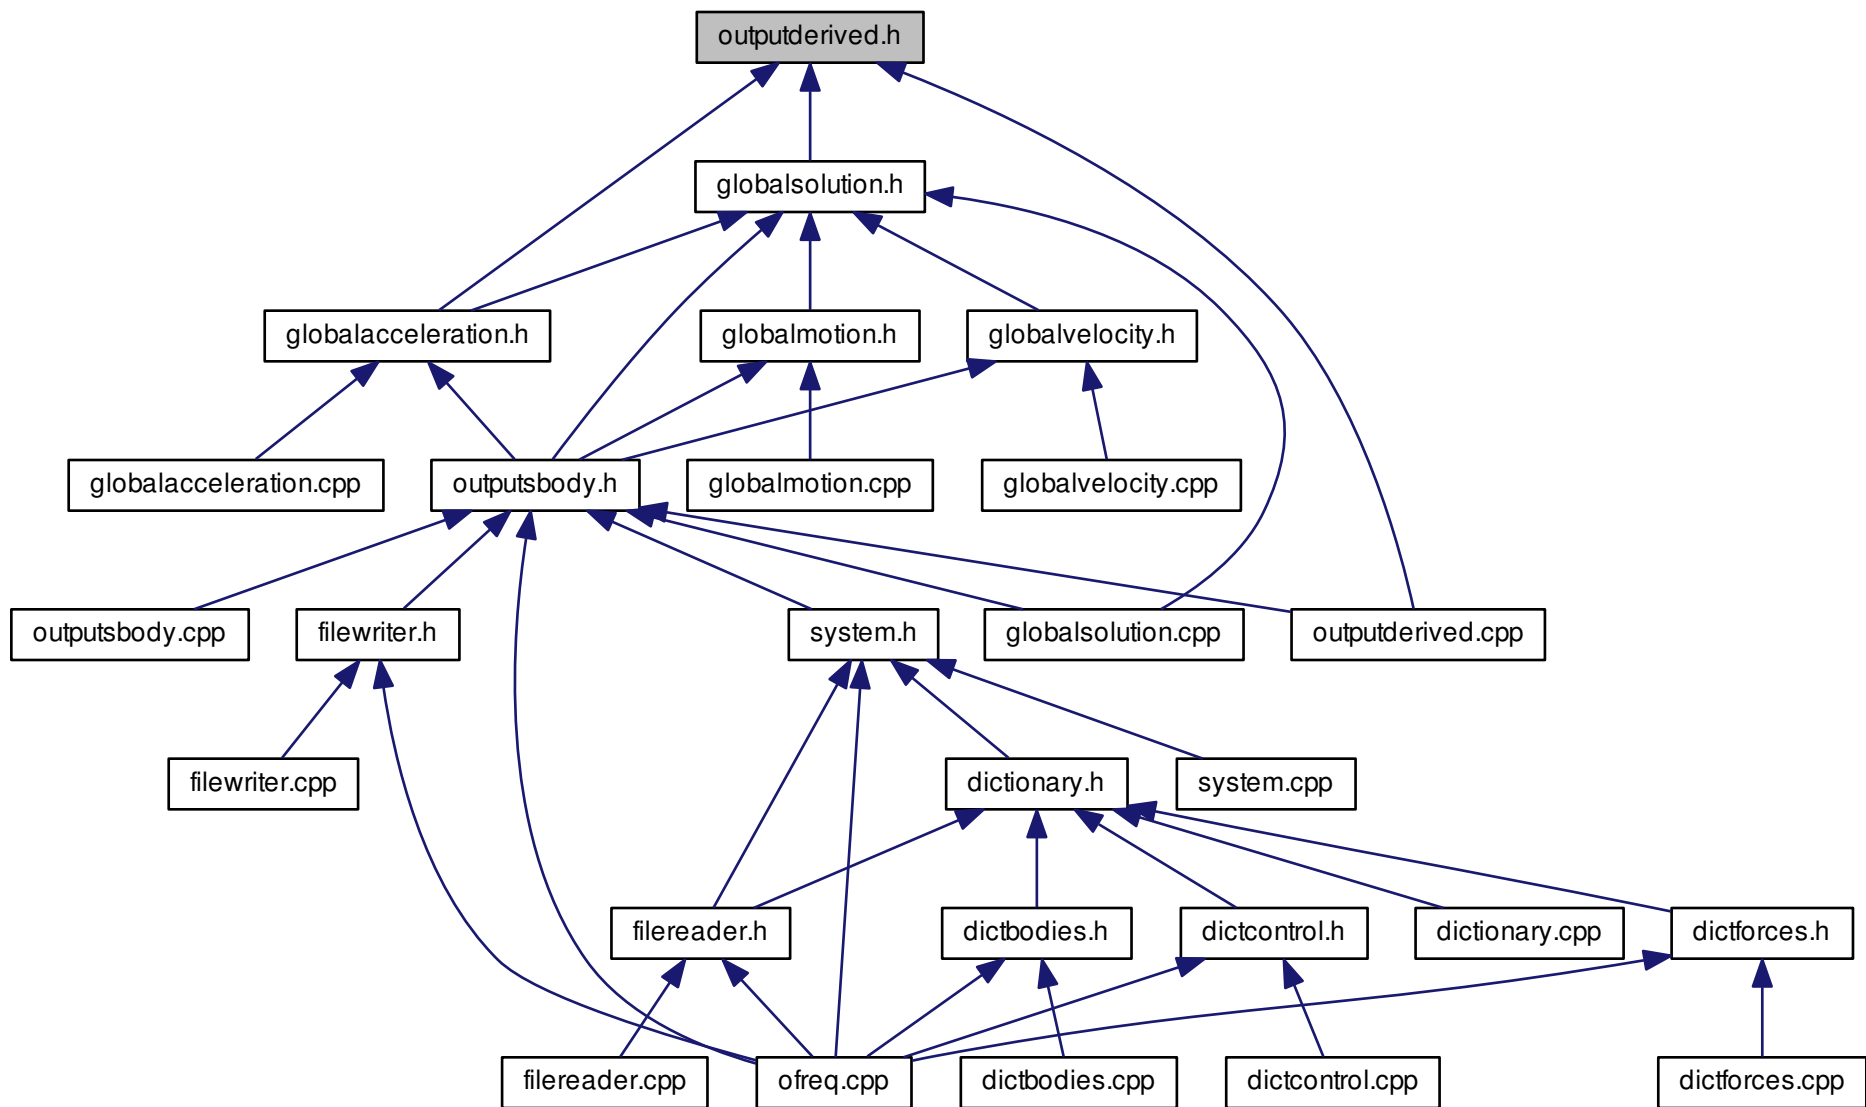 outputderived.h
globalsolution.h
globalacceleration.h
globalmotion.h
globalvelocity.h
globalacceleration.cpp
outputsbody.h
globalmotion.cpp
globalvelocity.cpp
outputsbody.cpp
filewriter.h
system.h
globalsolution.cpp
outputderived.cpp
filewriter.cpp
dictionary.h
system.cpp
filereader.h
dictbodies.h
dictcontrol.h
dictionary.cpp
dictforces.h
filereader.cpp
ofreq.cpp
dictbodies.cpp
dictcontrol.cpp
dictforces.cpp